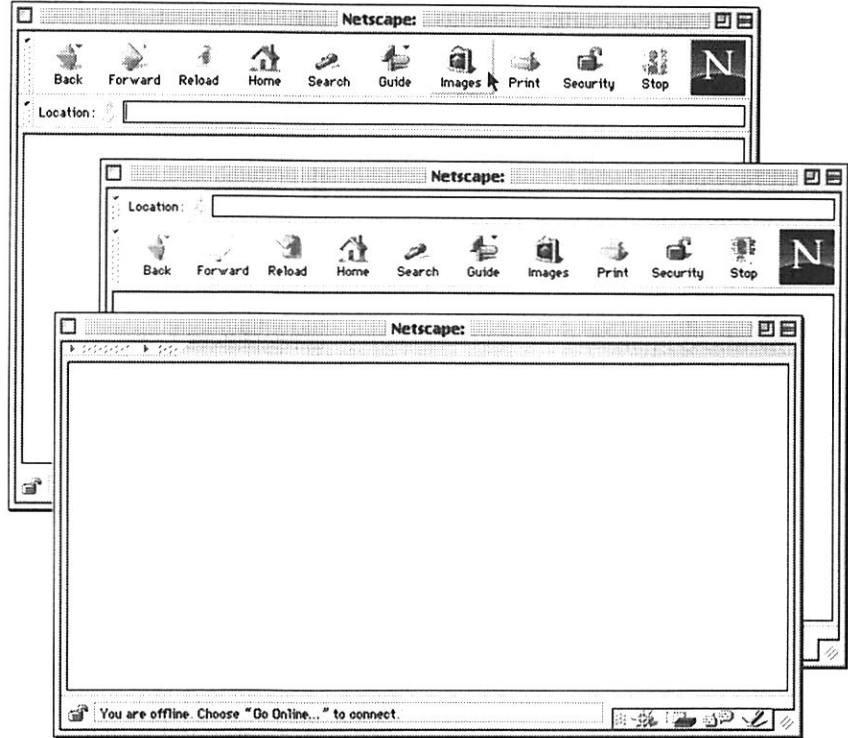 Netscape:
Back Forward Reload Home Search Guide Images Print Security Stop N
Location:
Netscape:
Location:
Back Forward Reload Home Search Guide Images Print Security Stop N
Netscape:
You are offline. Choose "Go Online..." to connect.